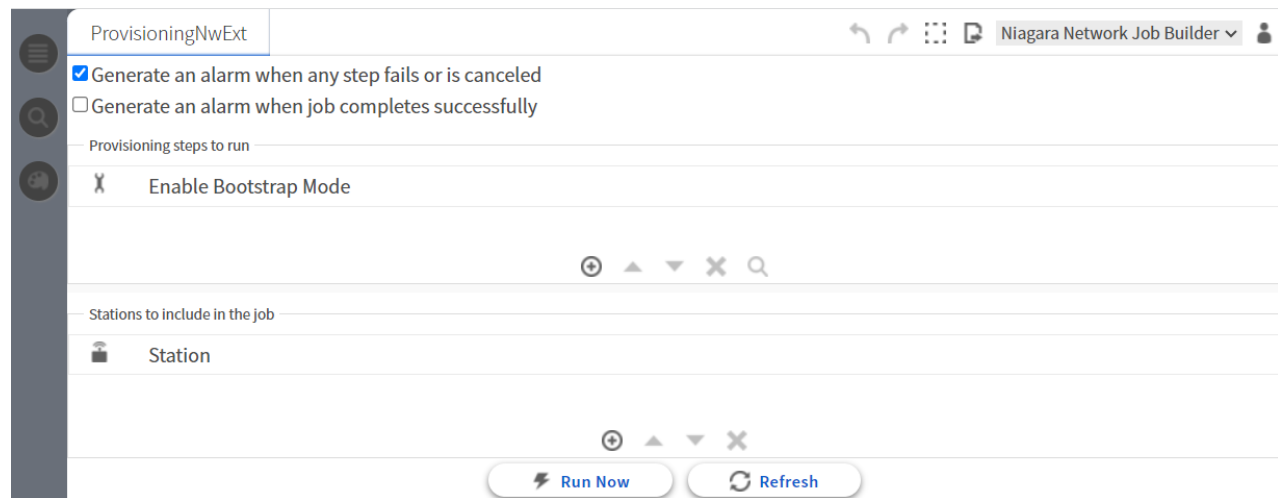 ProvisioningNwExt
Niagara Network Job Builder
Generate an alarm when any step fails or is canceled
Generate an alarm when job completes successfully
Provisioning steps to run
Enable Bootstrap Mode
Stations to include in the job
Station
Run Now
Refresh